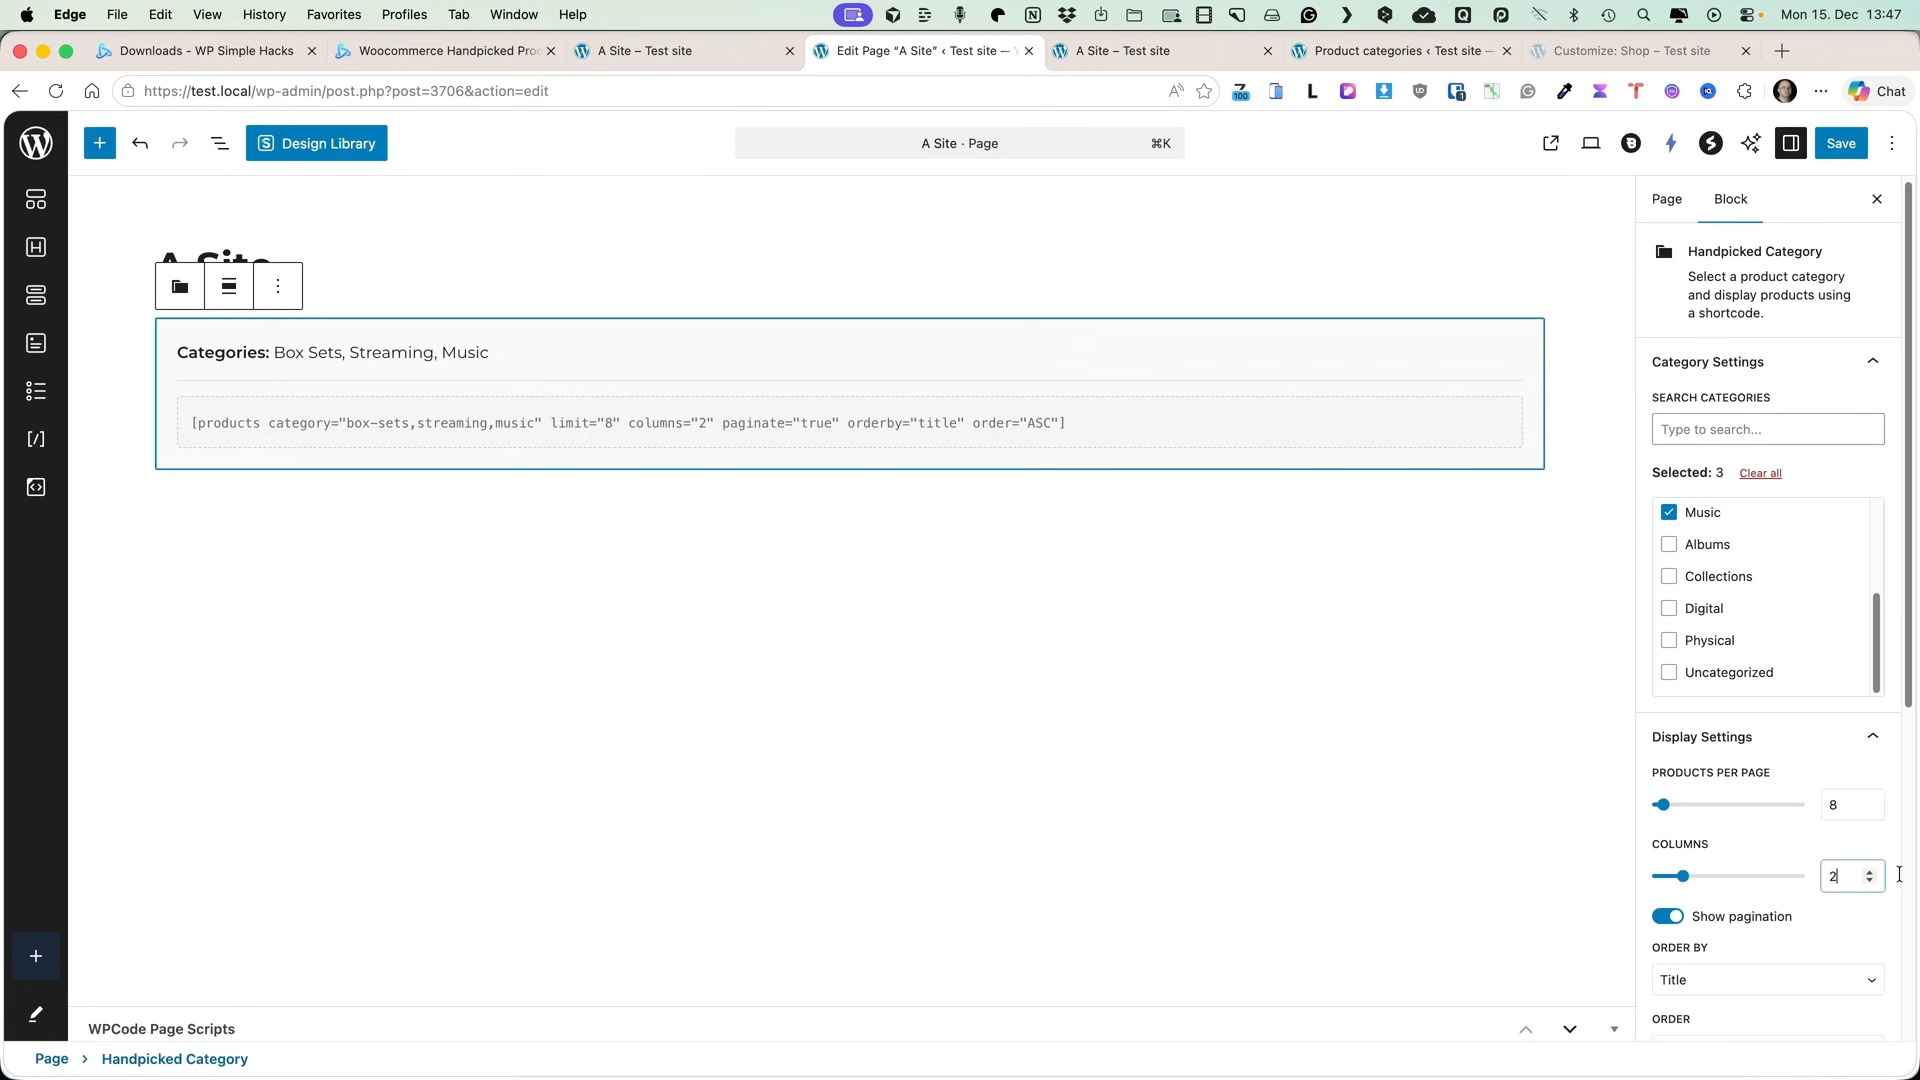 Edge File Edit View History Favorites Profiles Tab Window Help Mon 15. Dec 13:47
Downloads - WP Simple Hacks
Woocommerce Handpicked Pro
A Site – Test site
Edit Page “A Site” ‹ Test site —
A Site – Test site
Product categories ‹ Test site —
Customize: Shop – Test site
https://test.local/wp-admin/post.php?post=3706&action=edit
Chat
Design Library
A Site · Page ⌘K
Save
Page Block
A Site
Handpicked Category
Select a product category
and display products using
a shortcode.
Categories: Box Sets, Streaming, Music
[products category="box-sets,streaming,music" limit="8" columns="2" paginate="true" orderby="title" order="ASC"]
Category Settings
SEARCH CATEGORIES
Type to search...
Selected: 3 Clear all
Music
Albums
Collections
Digital
Physical
Uncategorized
Display Settings
PRODUCTS PER PAGE
8
COLUMNS
2
Show pagination
ORDER BY
Title
ORDER
WPCode Page Scripts
Page › Handpicked Category